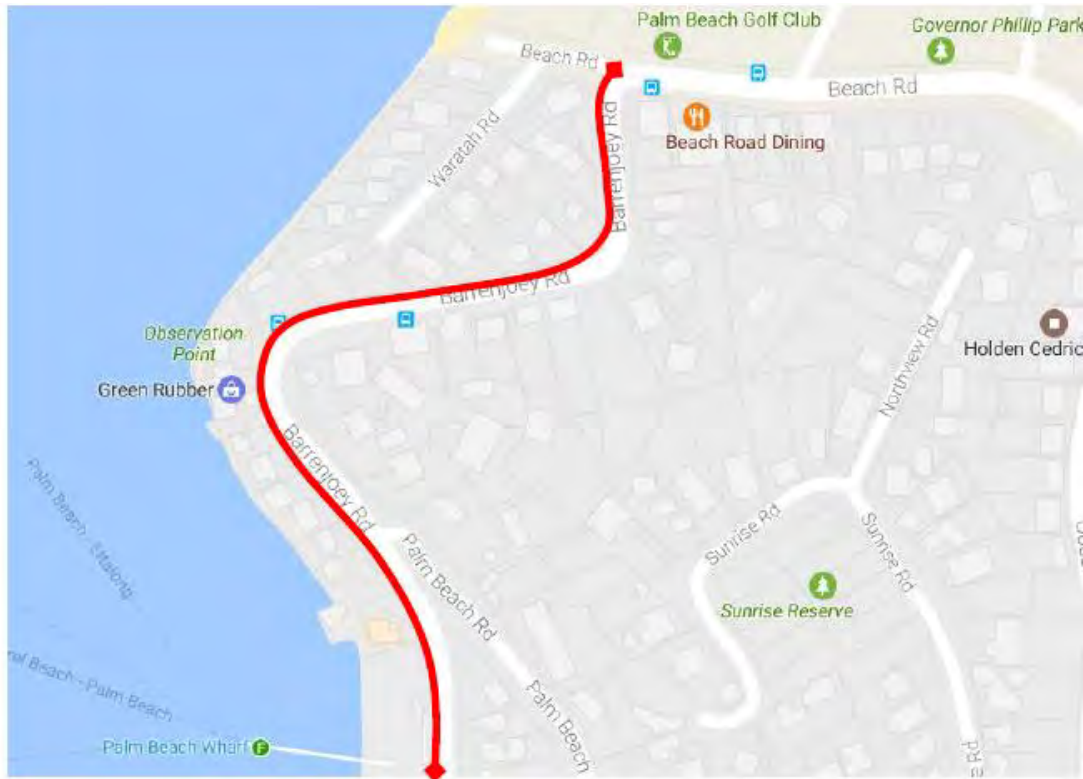 Palm Beach Golf Club
Governor Phillip Park
Beach Rd
Beach Rd
Waratah Rd
Barrenjoey Rd
Beach Road Dining
Barrenjoey Rd
Observation
Point
Northview Rd
Holden Cedric
Green Rubber
Barrenjoey Rd
Palm Beach - Ettalong
Sunrise Rd
Sunrise Rd
Palm Beach Rd
Sunrise Reserve
Beach - Palm Beach
Palm Beach
Palm Beach Wharf
F
Rd